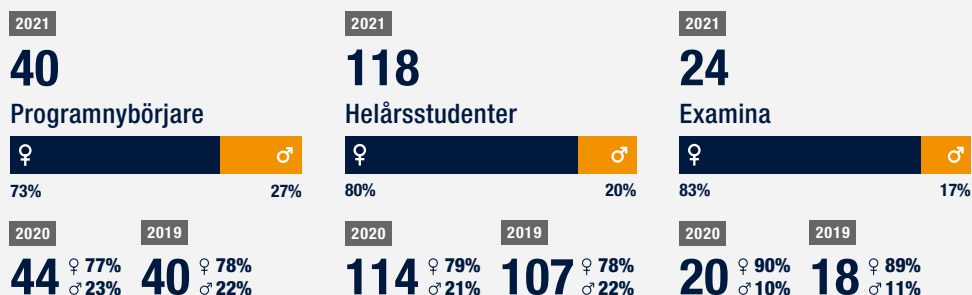 2021
40
Programnybörjare
♀ ♂
73% 27%
2020 2019
44 ♀ 77% 40 ♀ 78%
♂ 23% ♂ 22%
2021
118
Helårsstudenter
♀ ♂
80% 20%
2020 2019
114 ♀ 79% 107 ♀ 78%
♂ 21% ♂ 22%
2021
24
Examina
♀ ♂
83% 17%
2020 2019
20 ♀ 90% 18 ♀ 89%
♂ 10% ♂ 11%